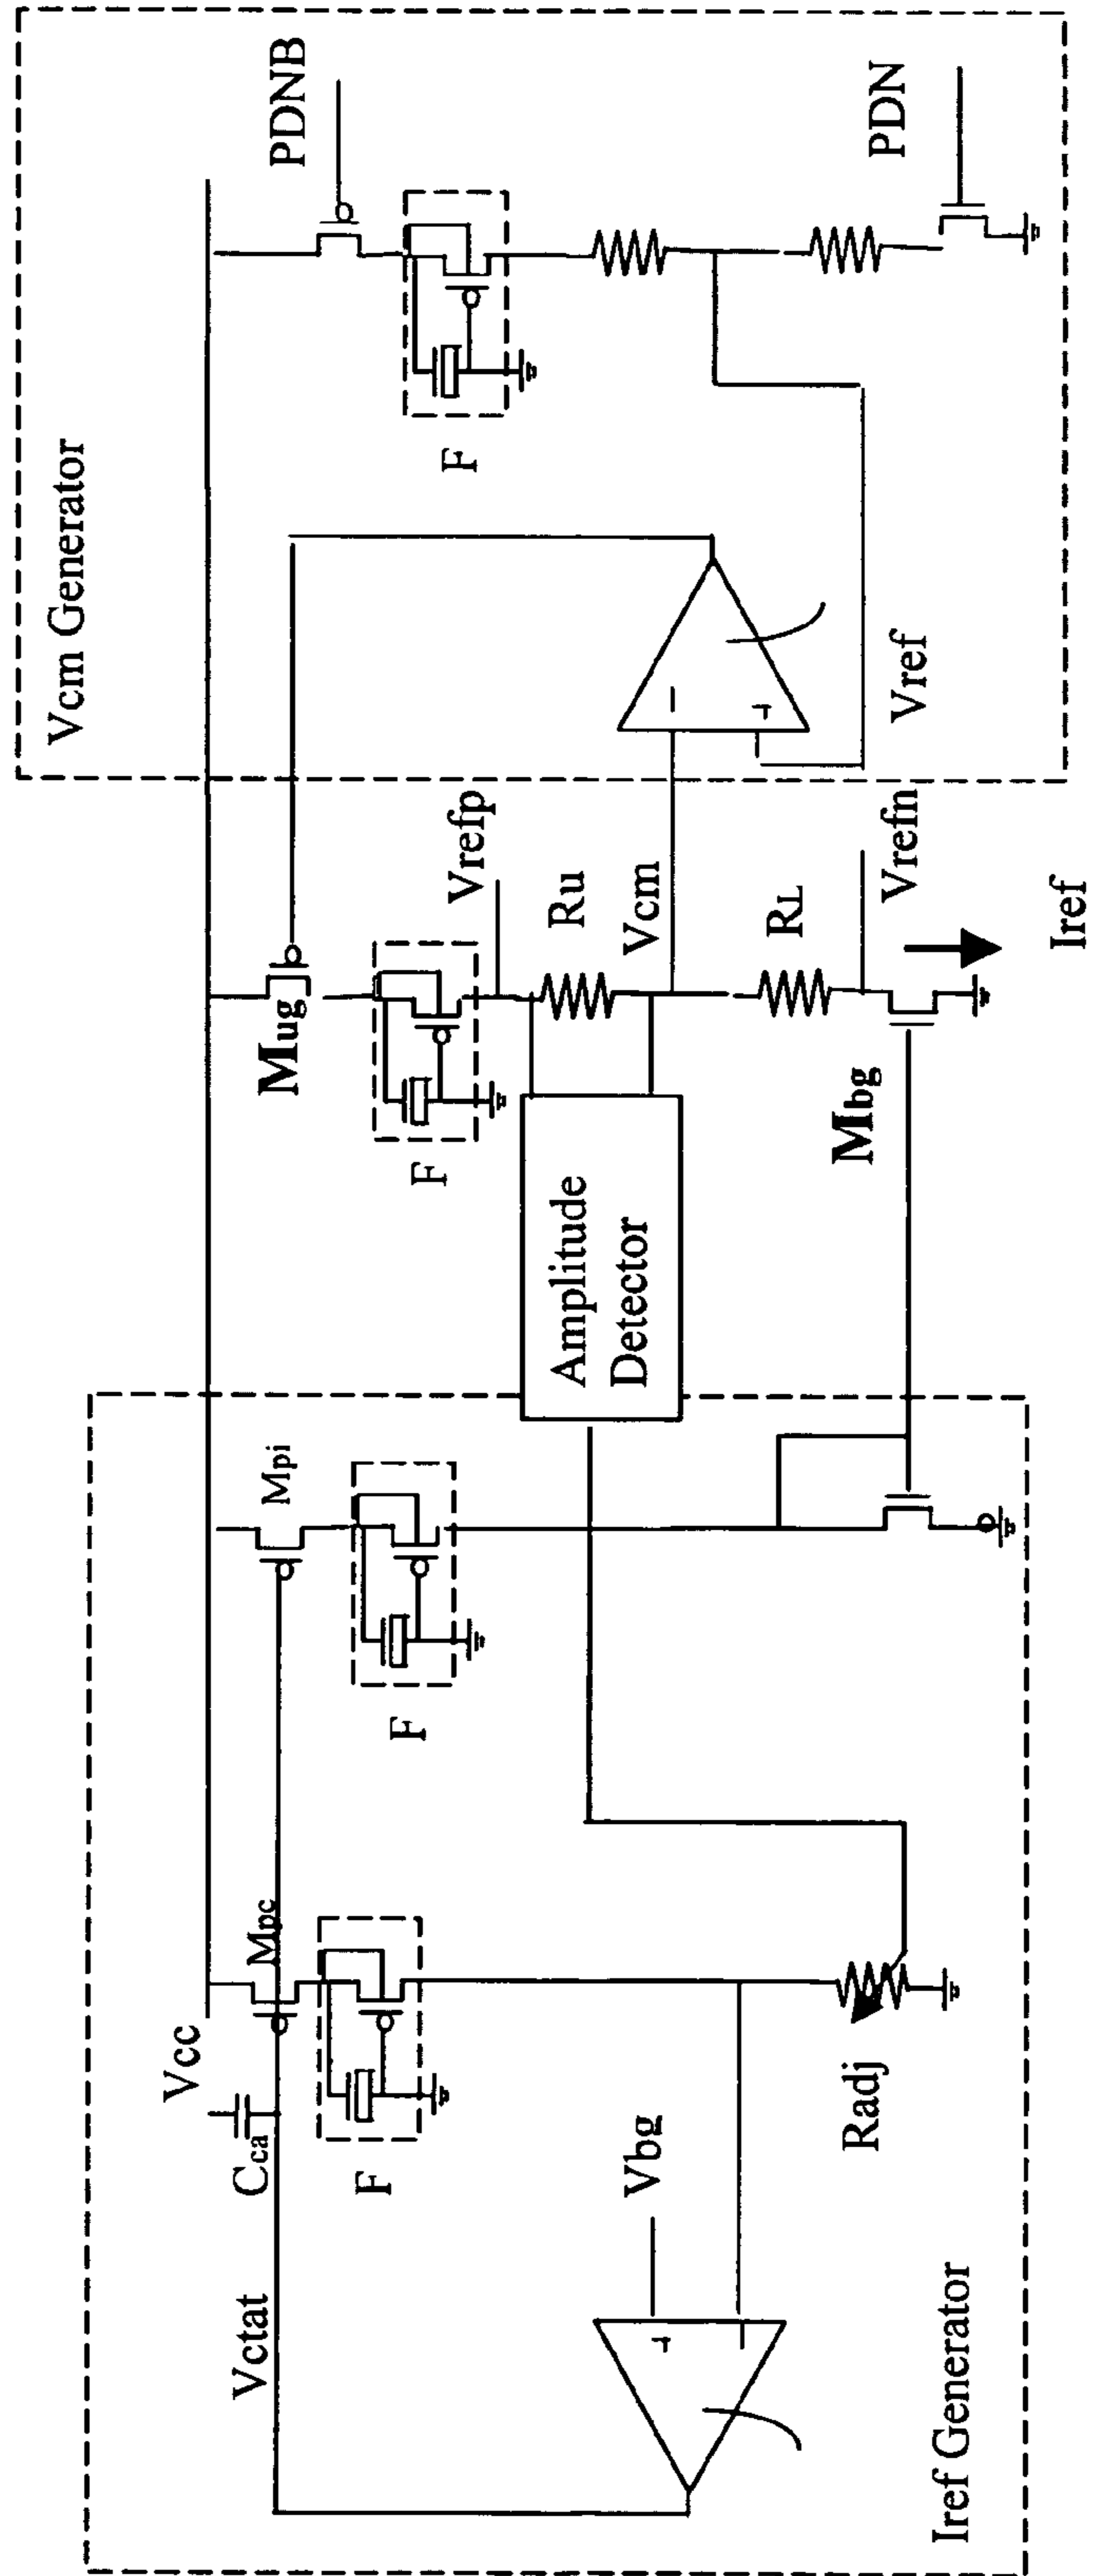 Vcm Generator
PDNB
F
PDN
−
+
Vref
Mug
Vrefp
F
Ru
Vcm
RL
Vrefn
Mbg
Iref
Amplitude
Detector
Mpi
F
Mpc
Vcc
Cca
F
Vctat
Vbg
Radj
+
−
Iref Generator